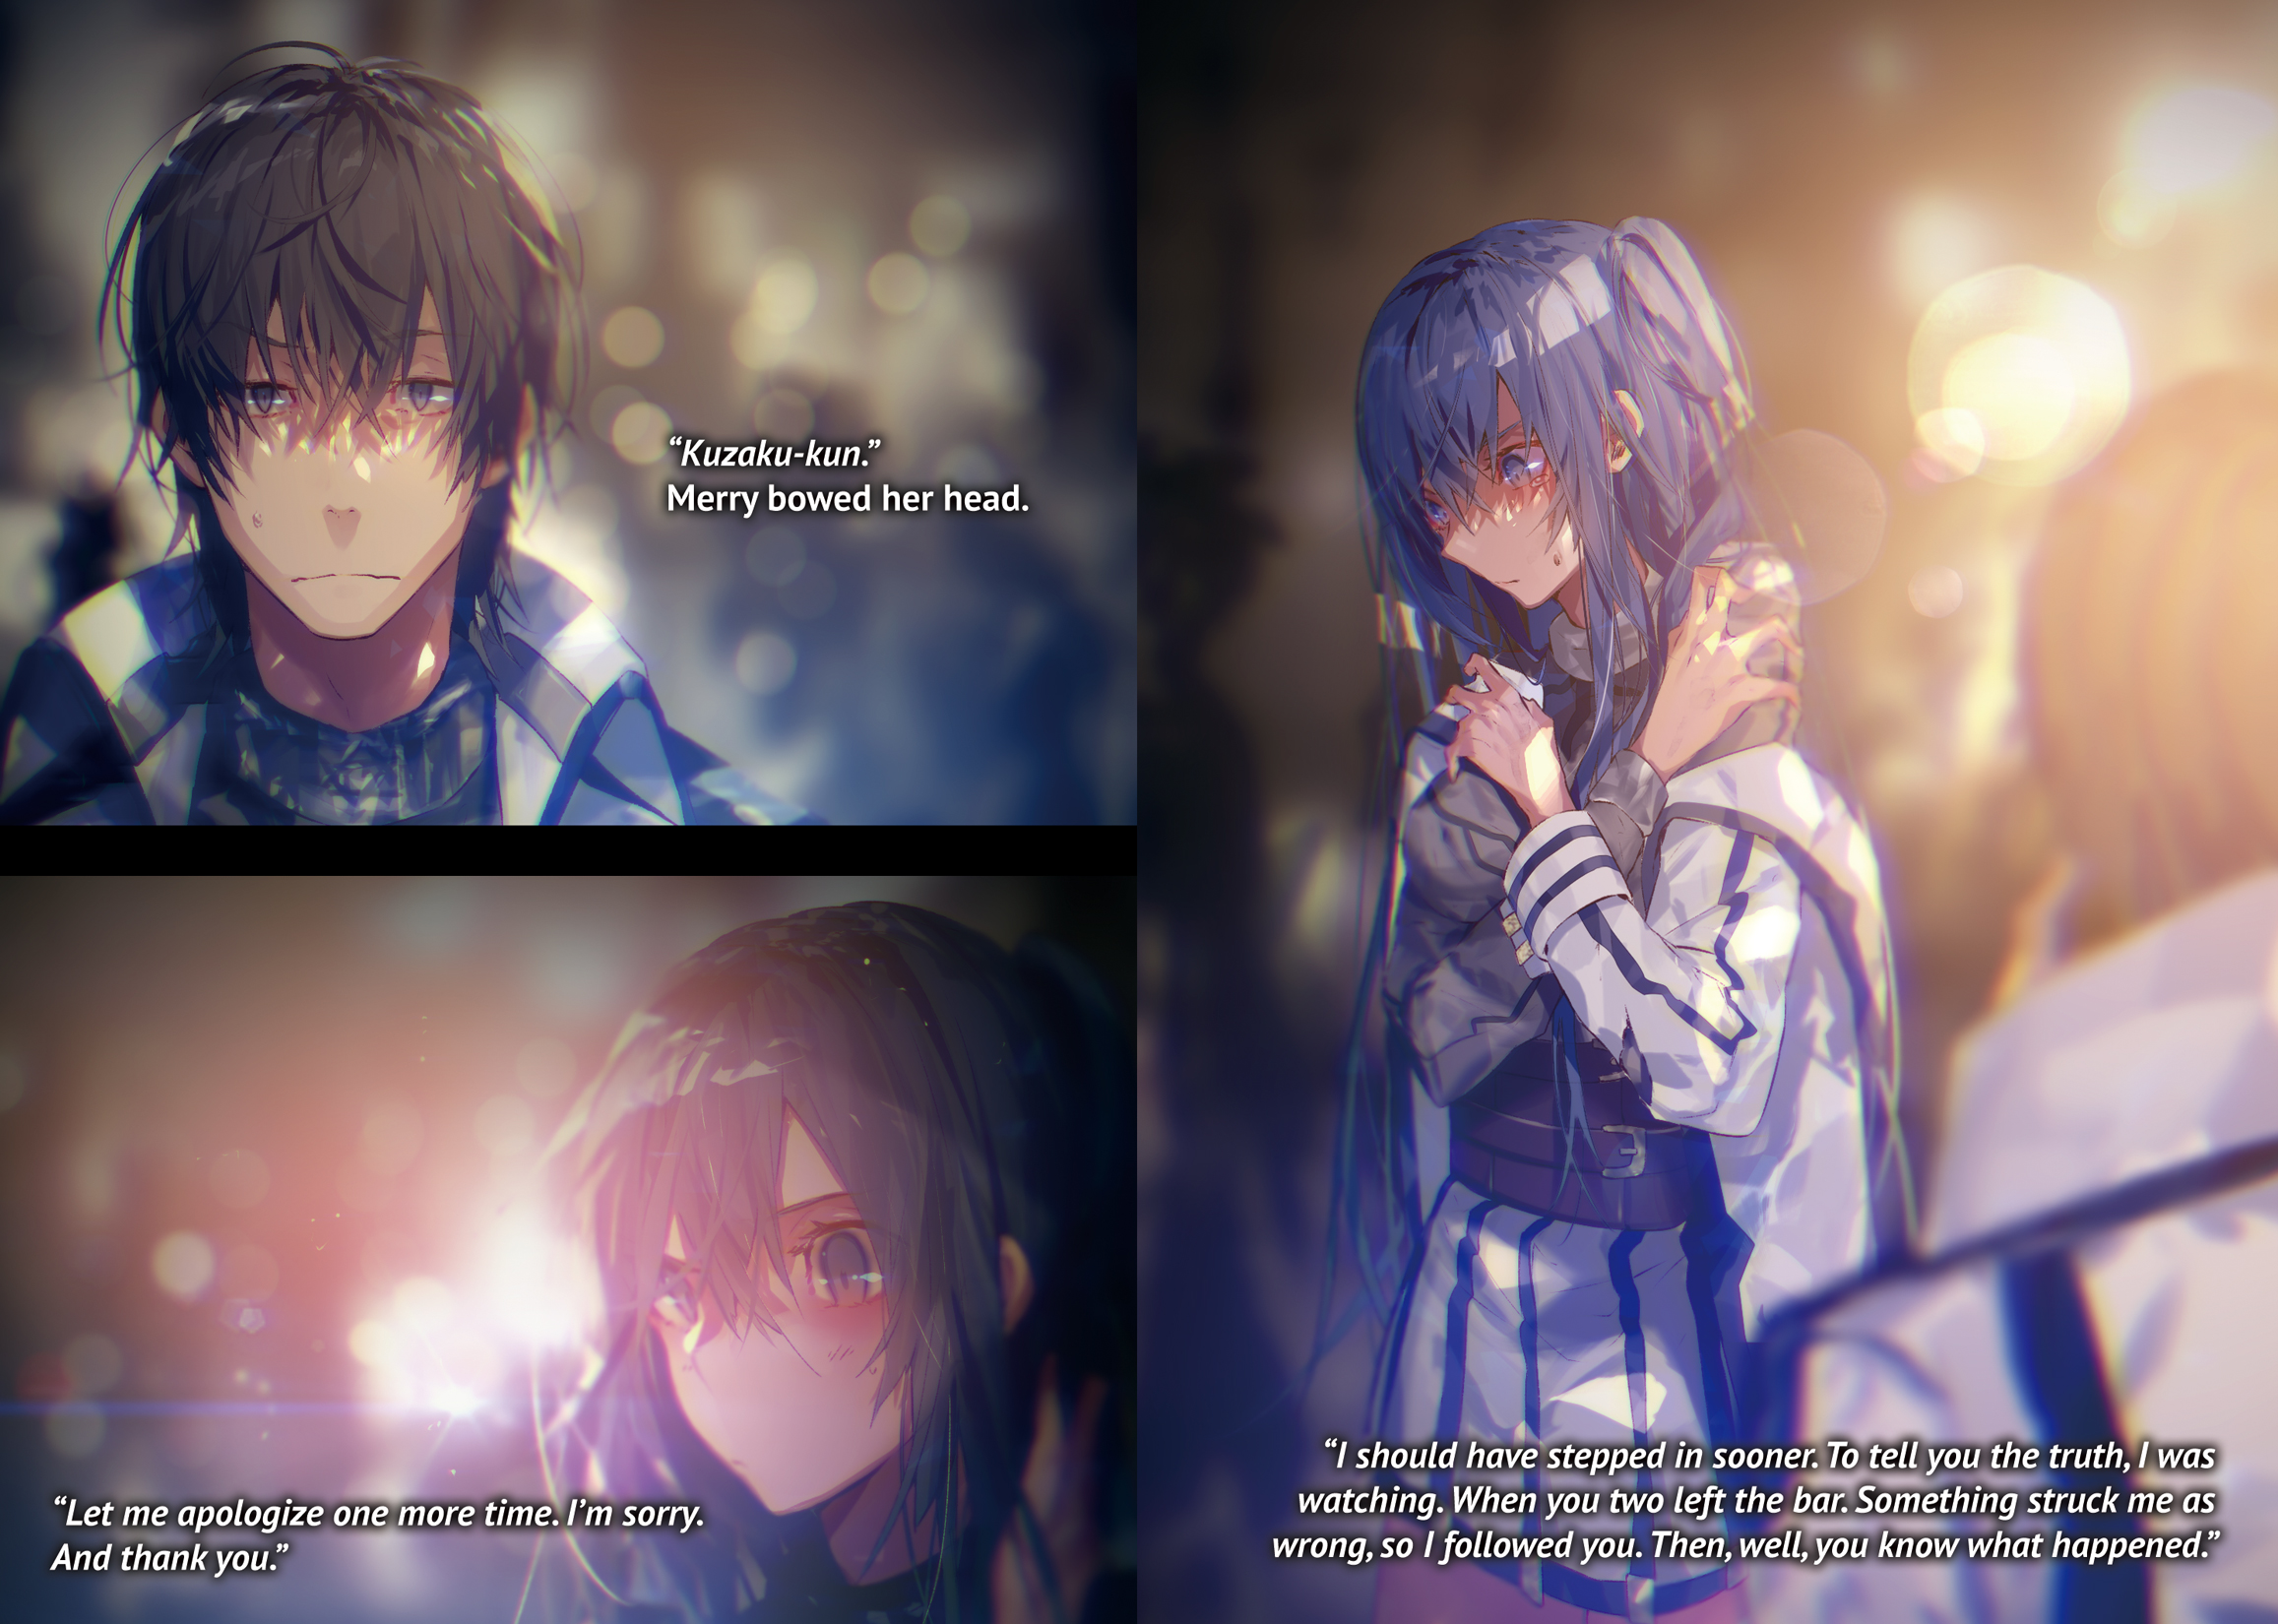 “Kuzaku-kun.”
Merry bowed her head.
“Let me apologize one more time. I’m sorry.
And thank you.”
“I should have stepped in sooner. To tell you the truth, I was
watching. When you two left the bar. Something struck me as
wrong, so I followed you. Then, well, you know what happened.”